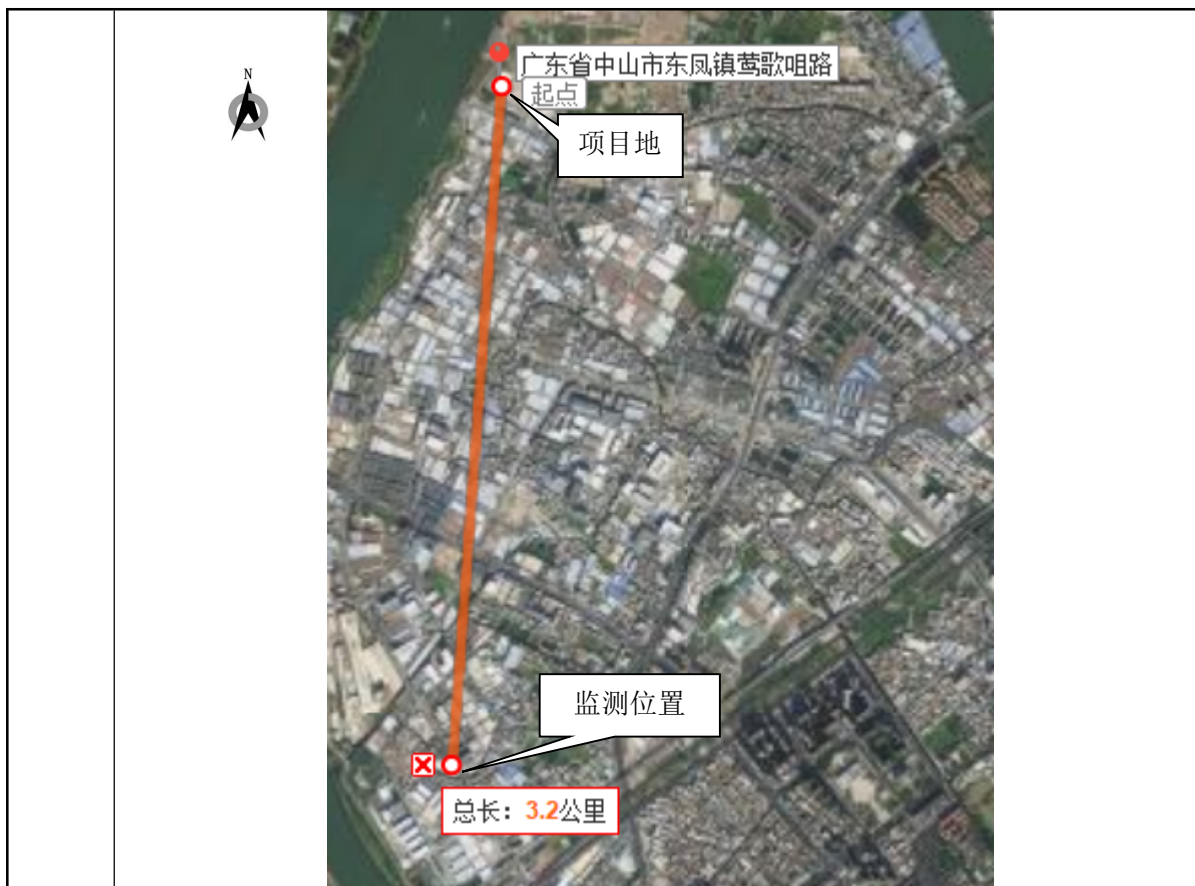 N
广东省中山市东凤镇莺歌咀路
起点
项目地
监测位置
总长：3.2公里